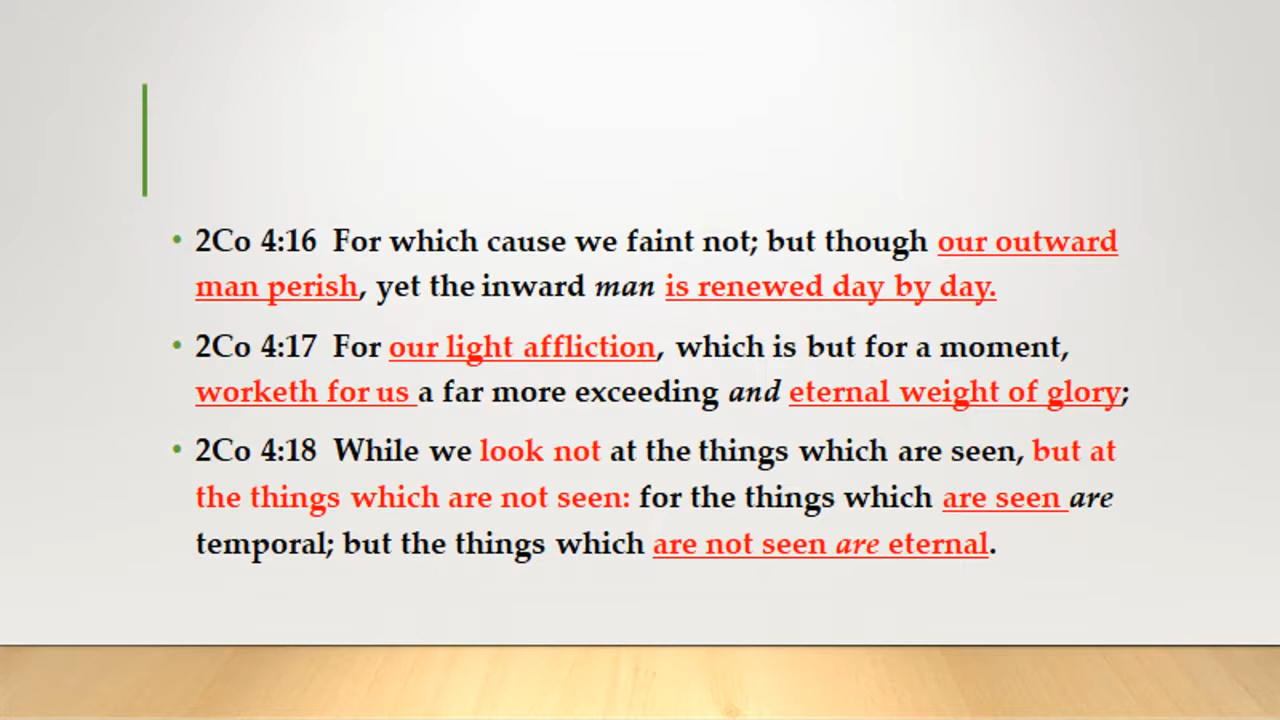 • 2Co 4:16  For which cause we faint not; but though our outward
man perish, yet the inward man is renewed day by day.
• 2Co 4:17  For our light affliction, which is but for a moment,
worketh for us a far more exceeding and eternal weight of glory;
• 2Co 4:18  While we look not at the things which are seen, but at
the things which are not seen: for the things which are seen are
temporal; but the things which are not seen are eternal.